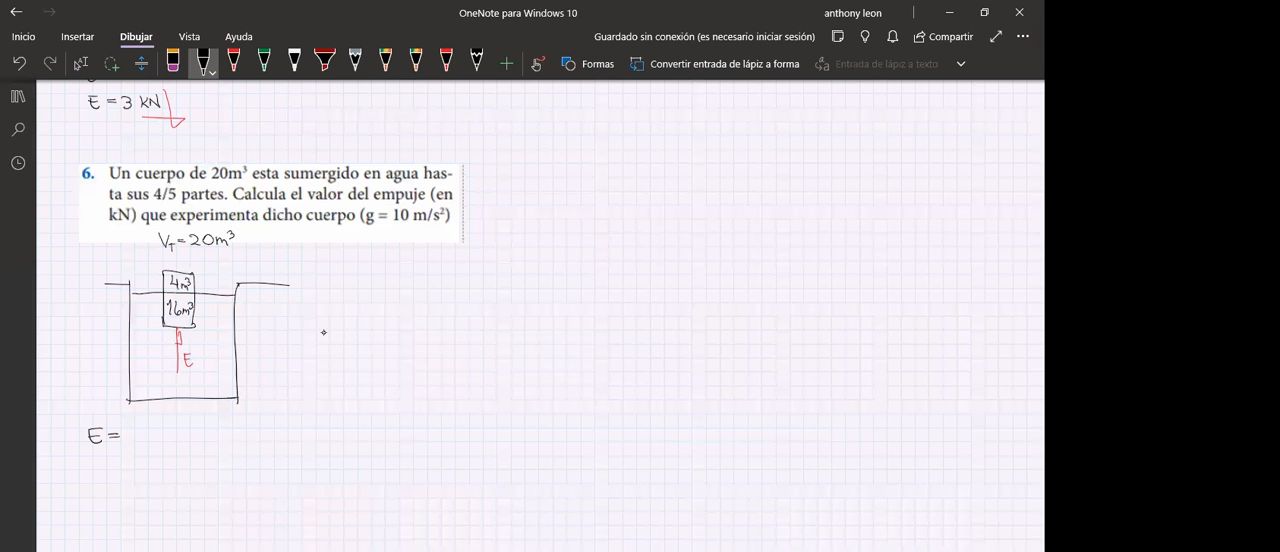 OneNote para Windows 10
anthony leon
Inicio Insertar Dibujar Vista Ayuda
Guardado sin conexión (es necesario iniciar sesión) Compartir
Formas Convertir entrada de lápiz a forma Entrada de lápiz a texto
E = 3 kN
6. Un cuerpo de 20m³ esta sumergido en agua has-
ta sus 4/5 partes. Calcula el valor del empuje (en
kN) que experimenta dicho cuerpo (g = 10 m/s²)
V_T = 20m³
4m³
16m³
E
E =